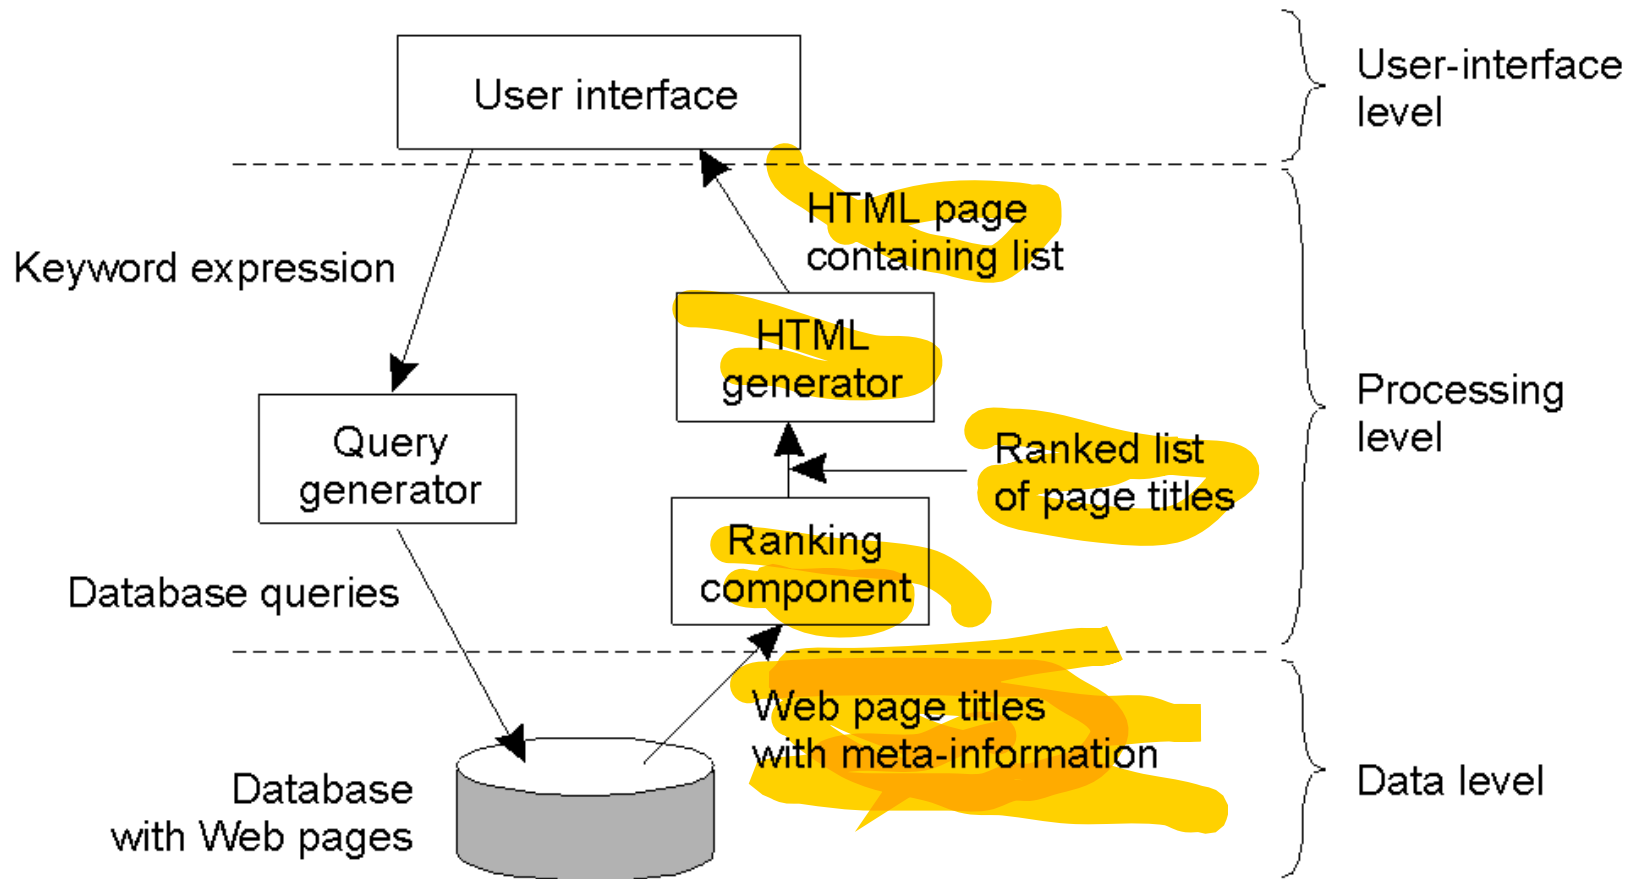 User interface
User-interface
level
HTML page
containing list
Keyword expression
HTML
generator
Processing
level
Query
generator
Ranked list
of page titles
Ranking
component
Database queries
Web page titles
with meta-information
Database
with Web pages
Data level